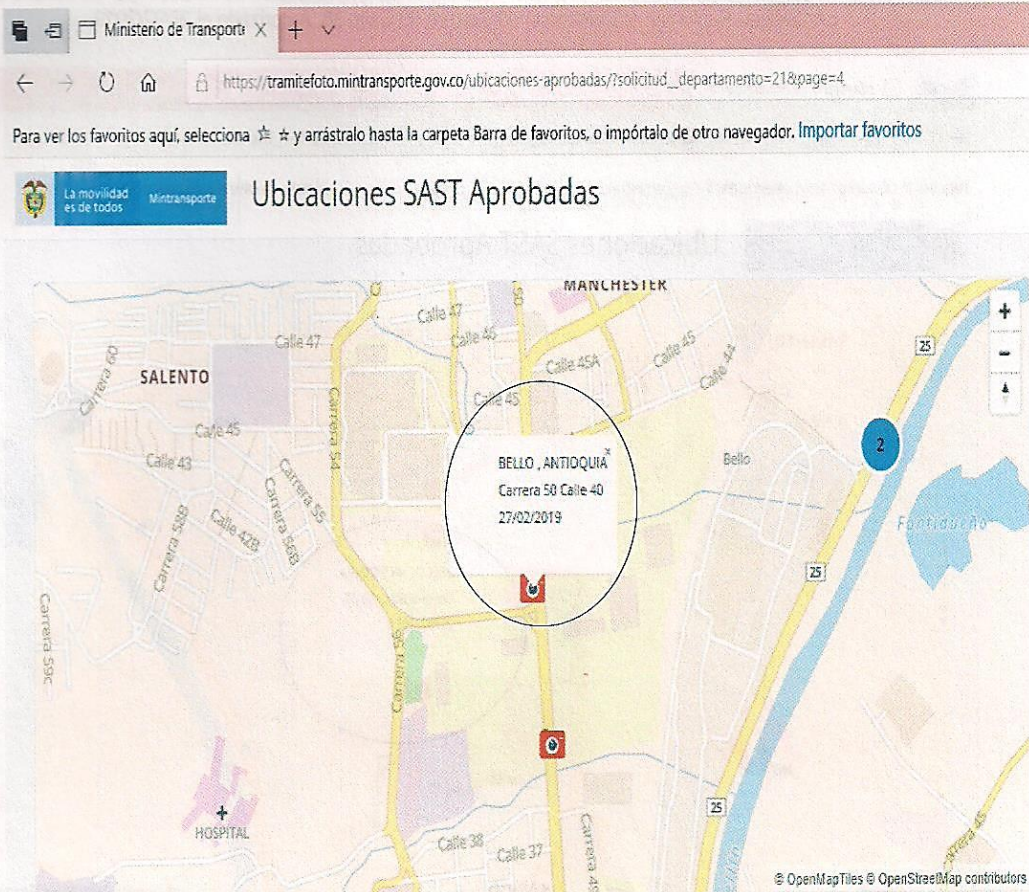 Ministerio de Transporte
https://tramitefoto.mintransporte.gov.co/ubicaciones-aprobadas/?solicitud__departamento=21&page=4
Para ver los favoritos aquí, selecciona y arrástralo hasta la carpeta Barra de favoritos, o impórtalo de otro navegador. Importar favoritos
La movilidad
es de todos
Mintransporte
Ubicaciones SAST Aprobadas
MANCHESTER
Calle 47
Calle 46
Calle 47
25
Calle 45A
Calle 45
Calle 44
Carrera 60
SALENTO
Calle 45
Carrera 54
Calle 45
2
BELLO , ANTIOQUIA
Carrera 50 Calle 40
27/02/2019
Bello
Calle 43
Carrera 55
Carrera 56B
Calle 42B
Carrera 58B
Fontidueño
25
Carrera 59C
Carrera 56
25
HOSPITAL
Calle 38
Calle 37
Carrera 49
Carrera 45
© OpenMapTiles © OpenStreetMap contributors